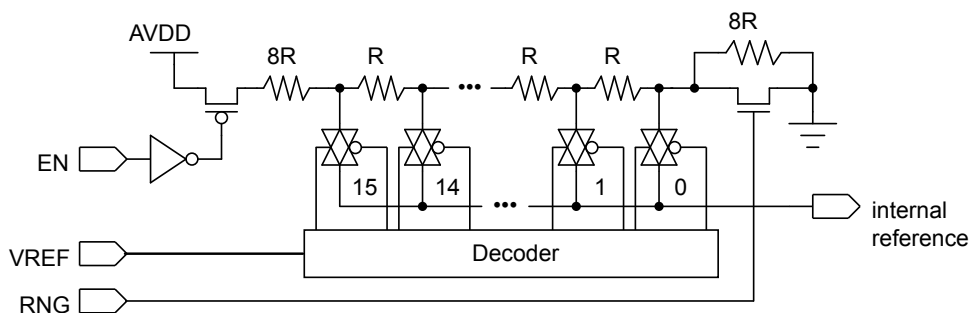 8R
AVDD
8R
R
R
R
EN
15
14
1
0
internal
reference
VREF
Decoder
RNG